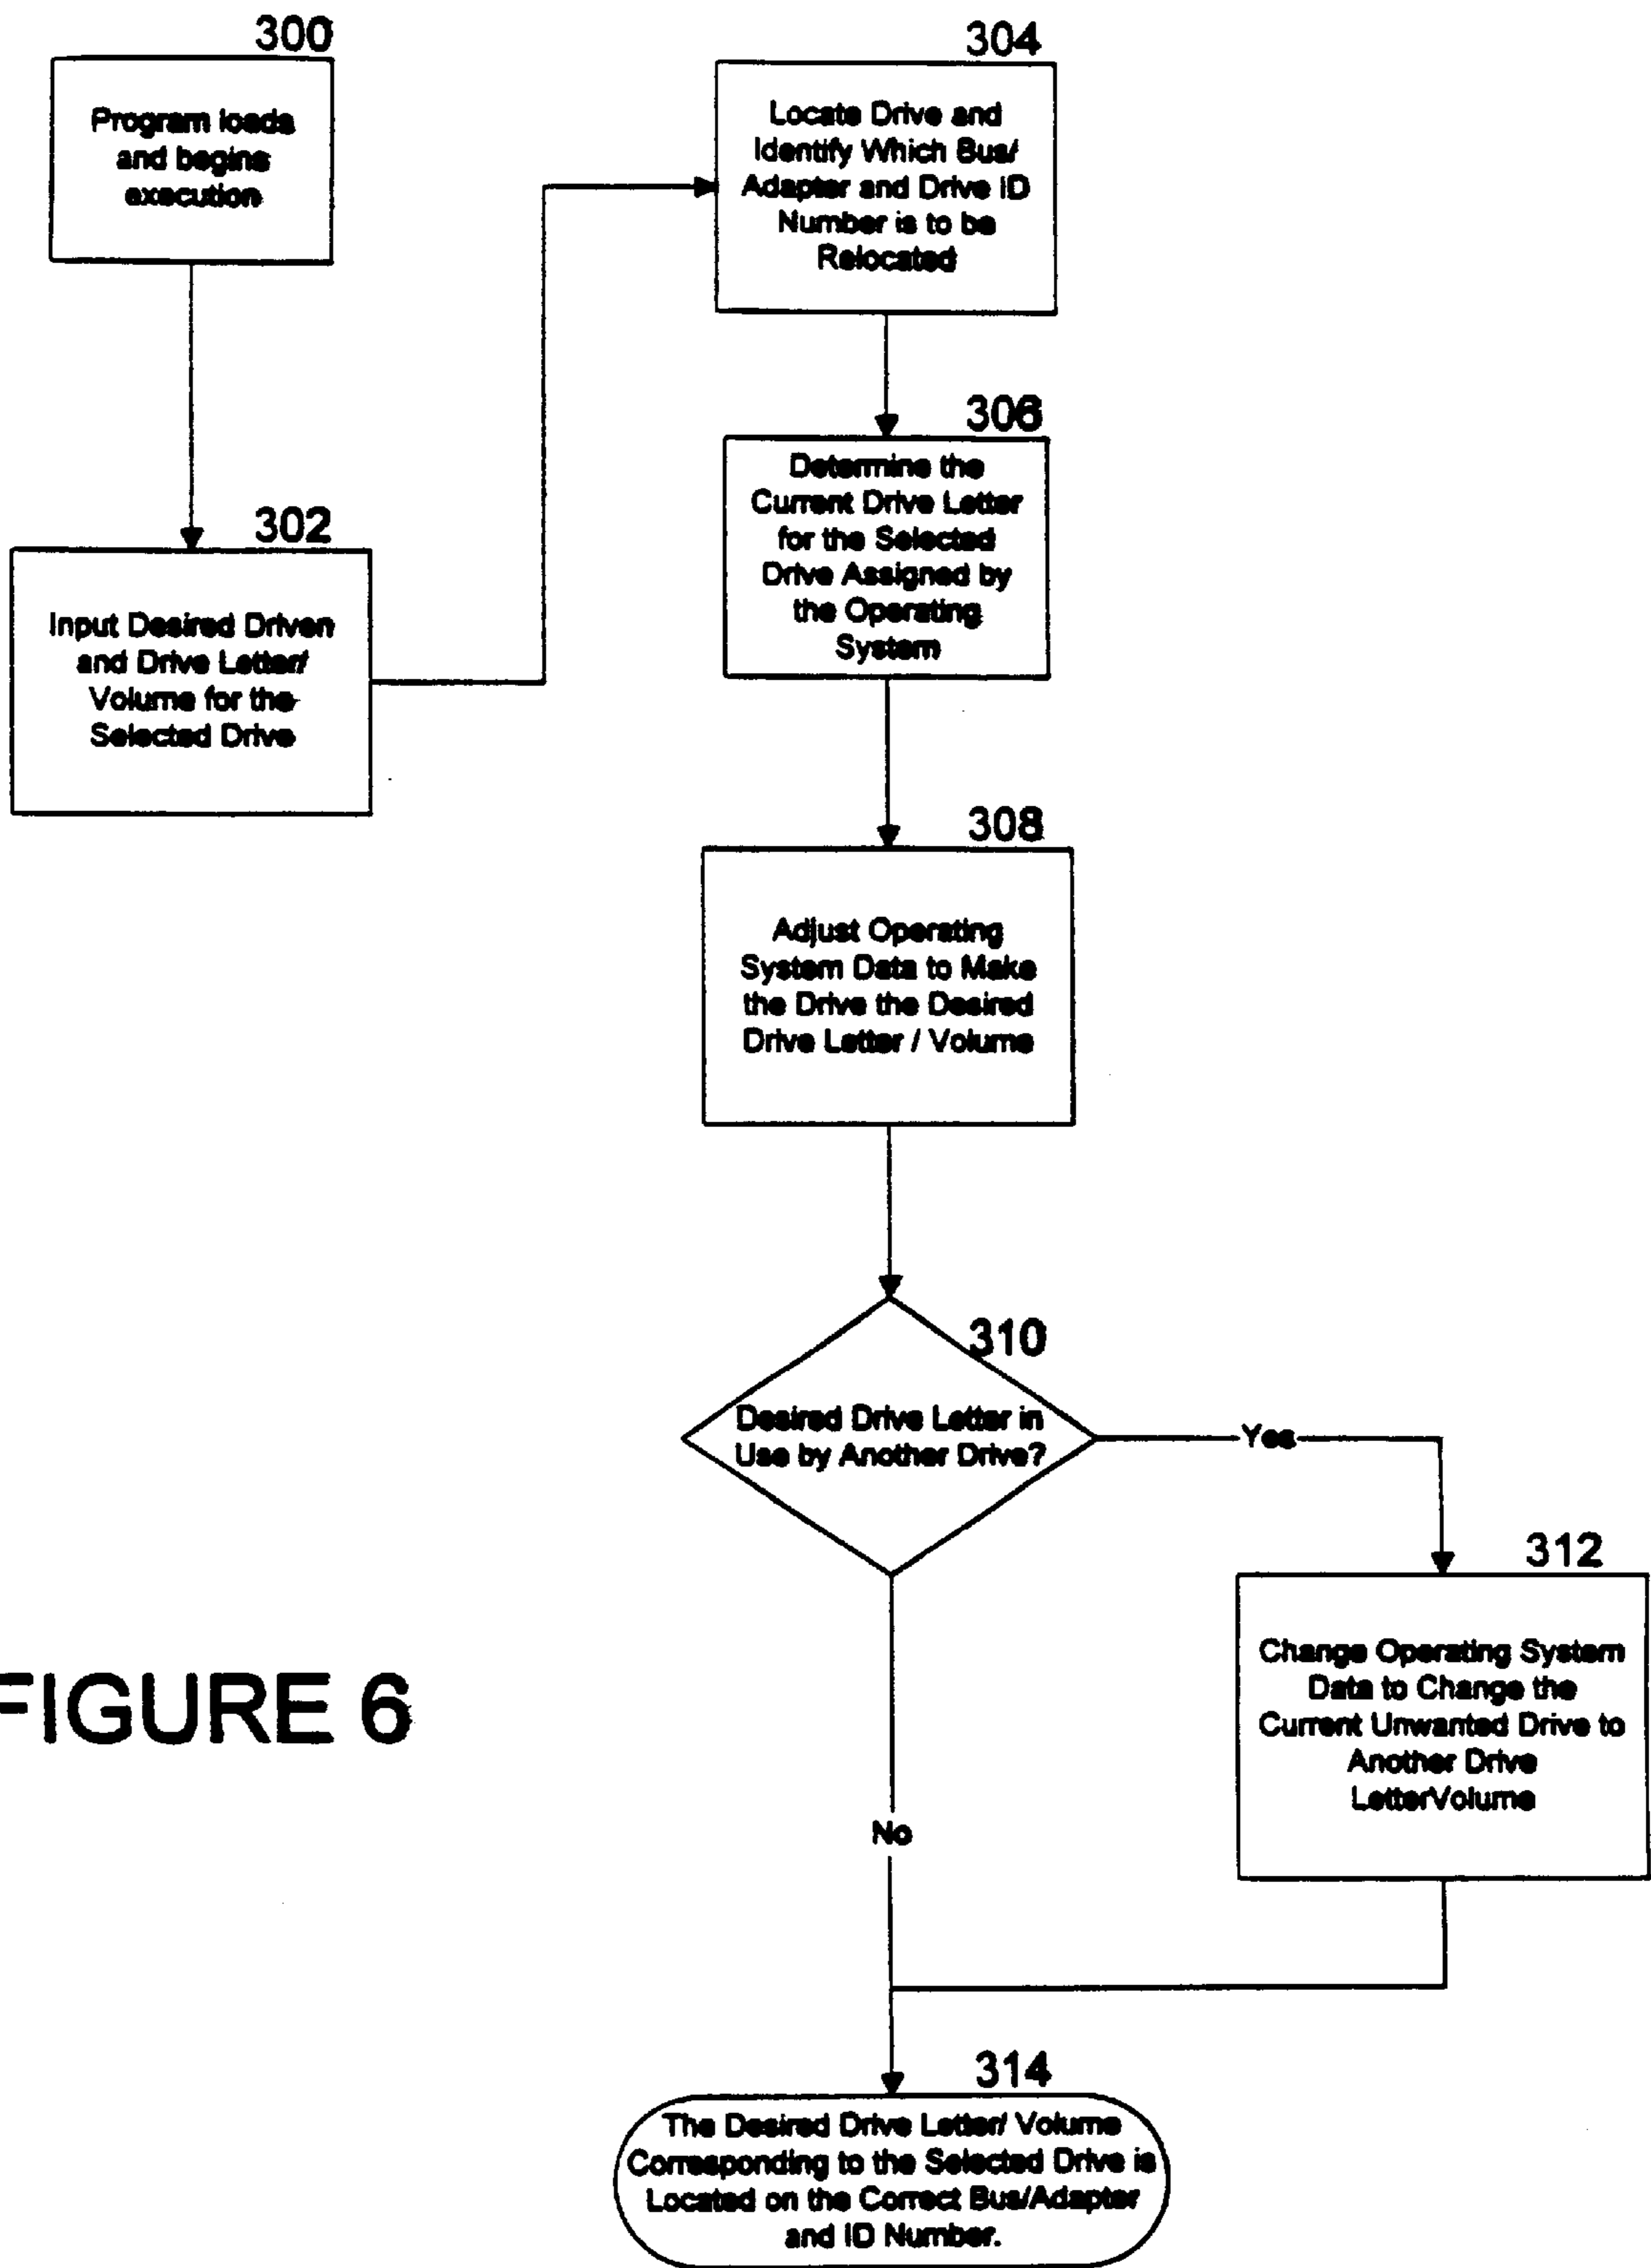 300
Program loads
and begins
execution
302
Input Desired Driven
and Drive Letter/
Volume for the
Selected Drive
304
Locate Drive and
Identify Which Bus/
Adapter and Drive ID
Number is to be
Relocated
306
Determine the
Current Drive Letter
for the Selected
Drive Assigned by
the Operating
System
308
Adjust Operating
System Data to Make
the Drive the Desired
Drive Letter / Volume
310
Desired Drive Letter in
Use by Another Drive?
Yes
312
Change Operating System
Data to Change the
Current Unwanted Drive to
Another Drive
LetterVolume
No
314
The Desired Drive Letter/ Volume
Corresponding to the Selected Drive is
Located on the Correct Bus/Adapter
and ID Number.
FIGURE 6